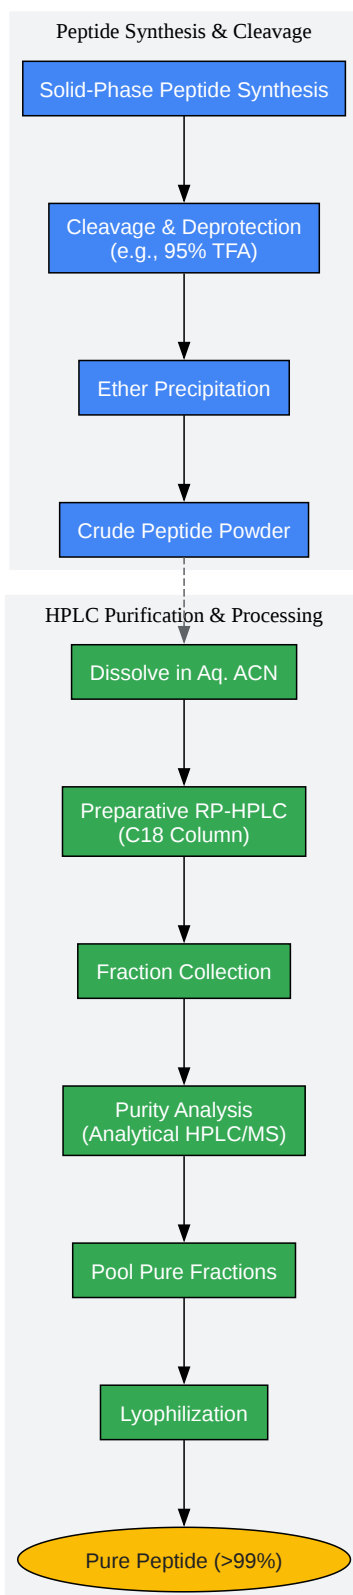 Peptide Synthesis & Cleavage
Solid-Phase Peptide Synthesis
Cleavage & Deprotection
(e.g., 95% TFA)
Ether Precipitation
Crude Peptide Powder
HPLC Purification & Processing
Dissolve in Aq. ACN
Preparative RP-HPLC
(C18 Column)
Fraction Collection
Purity Analysis
(Analytical HPLC/MS)
Pool Pure Fractions
Lyophilization
Pure Peptide (>99%)